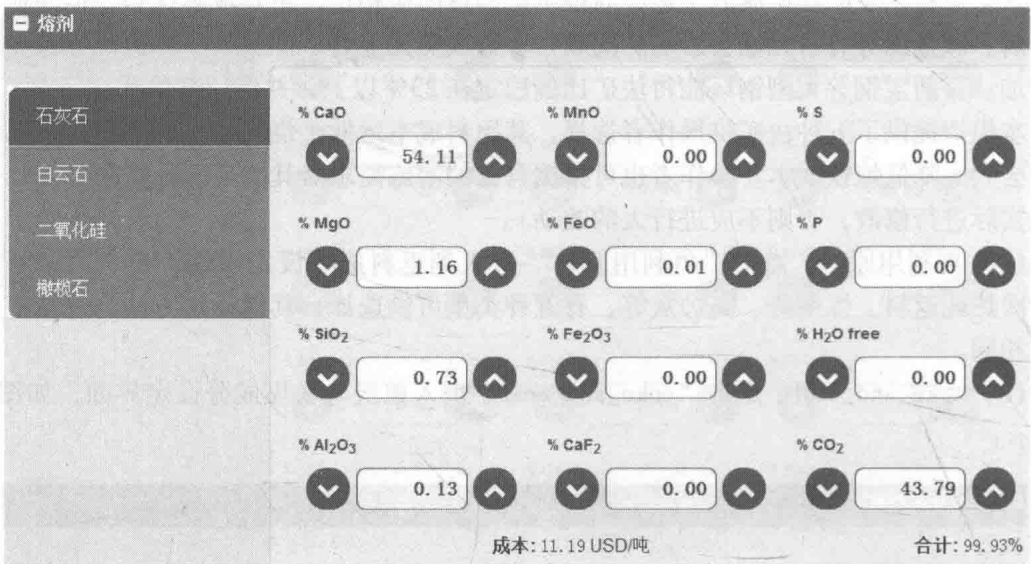 熔剂
石灰石
白云石
二氧化硅
橄榄石
% CaO % MnO % S
54.11 0.00 0.00
% MgO % FeO % P
1.16 0.01 0.00
% SiO₂ % Fe₂O₃ % H₂O free
0.73 0.00 0.00
% Al₂O₃ % CaF₂ % CO₂
0.13 0.00 43.79
成本: 11.19 USD/吨 合计: 99.93%